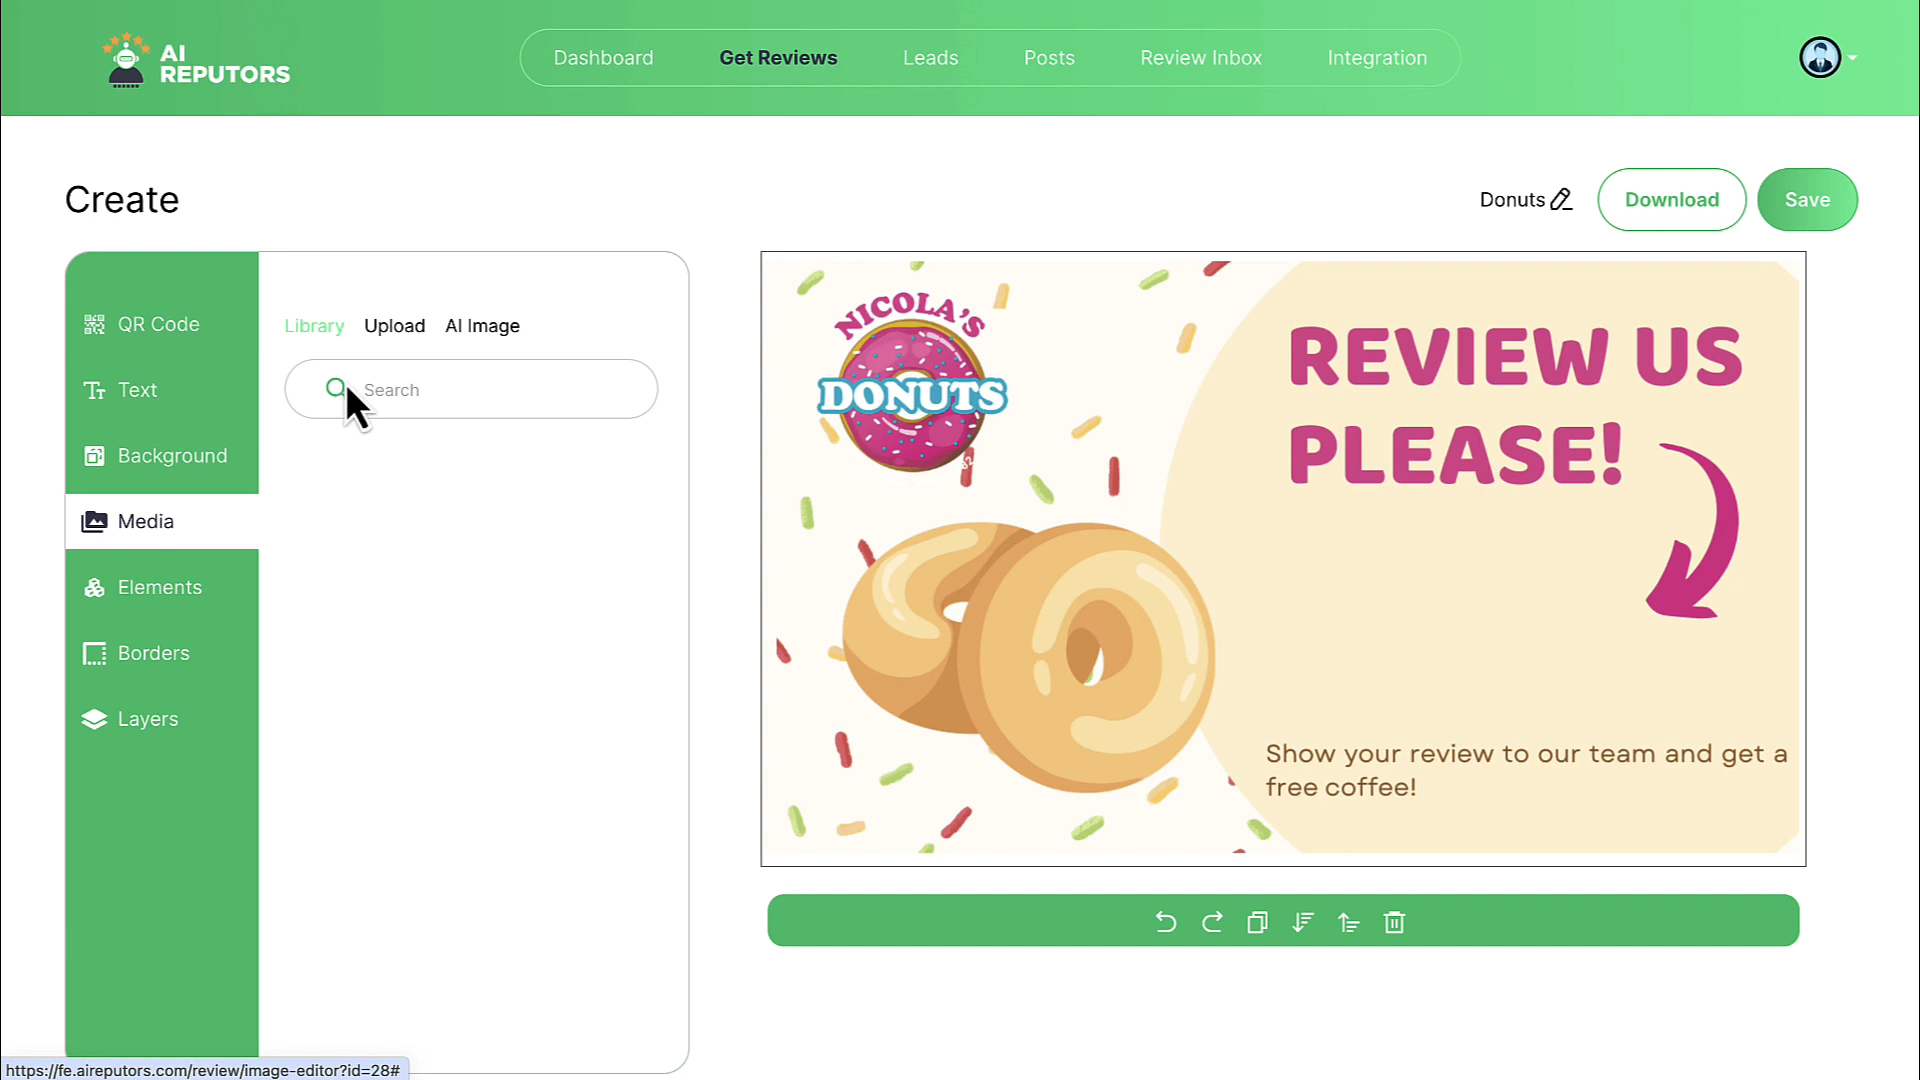 AI
REPUTORS
Dashboard
Get Reviews
Leads
Posts
Review Inbox
Integration
Create
Donuts
Download
Save
QR Code
Text
Background
Media
Elements
Borders
Layers
Library
Upload
AI Image
Search
NICOLA'S
DONUTS
REVIEW US
PLEASE!
Show your review to our team and get a
free coffee!
https://fe.aireputors.com/review/image-editor?id=28#